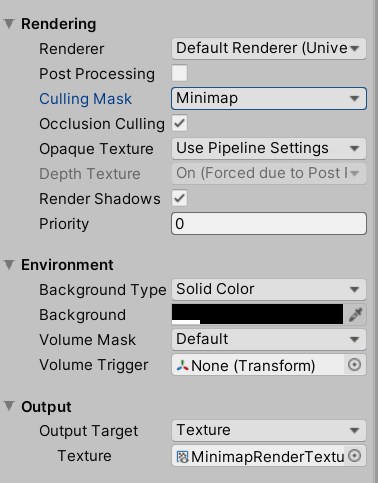 Rendering
Renderer Default Renderer (Unive
Post Processing
Culling Mask Minimap
Occlusion Culling
Opaque Texture Use Pipeline Settings
Depth Texture On (Forced due to Post P
Render Shadows
Priority 0
Environment
Background Type Solid Color
Background
Volume Mask Default
Volume Trigger None (Transform)
Output
Output Target Texture
Texture MinimapRenderTextu